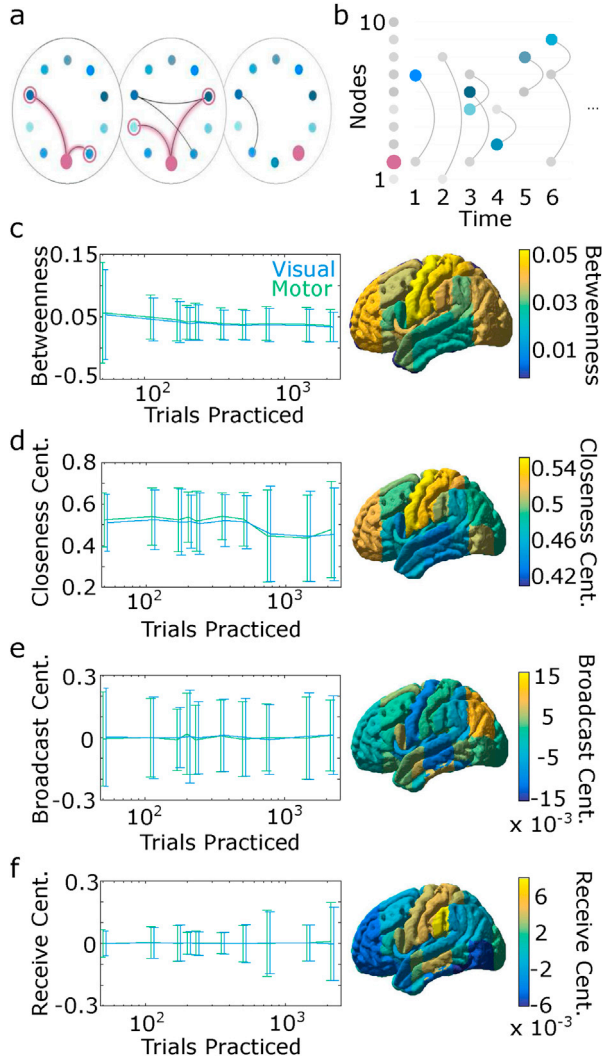 a
b
Nodes
10
1
1 2 3 4 5 6
...
Time
c
Betweenness
0.15
0.05
-0.5
Visual
Motor
10²
10³
Trials Practiced
0.05
0.03
0.01
Betweenness
d
Closeness Cent.
0.8
0.6
0.4
0.2
10²
10³
Trials Practiced
0.54
0.5
0.46
0.42
Closeness Cent.
e
Broadcast Cent.
0.3
0
-0.3
10²
10³
Trials Practiced
15
5
-5
-15
x 10⁻³
Broadcast Cent.
f
Receive Cent.
0.3
0
-0.3
10²
10³
Trials Practiced
6
2
-2
-6
x 10⁻³
Receive Cent.